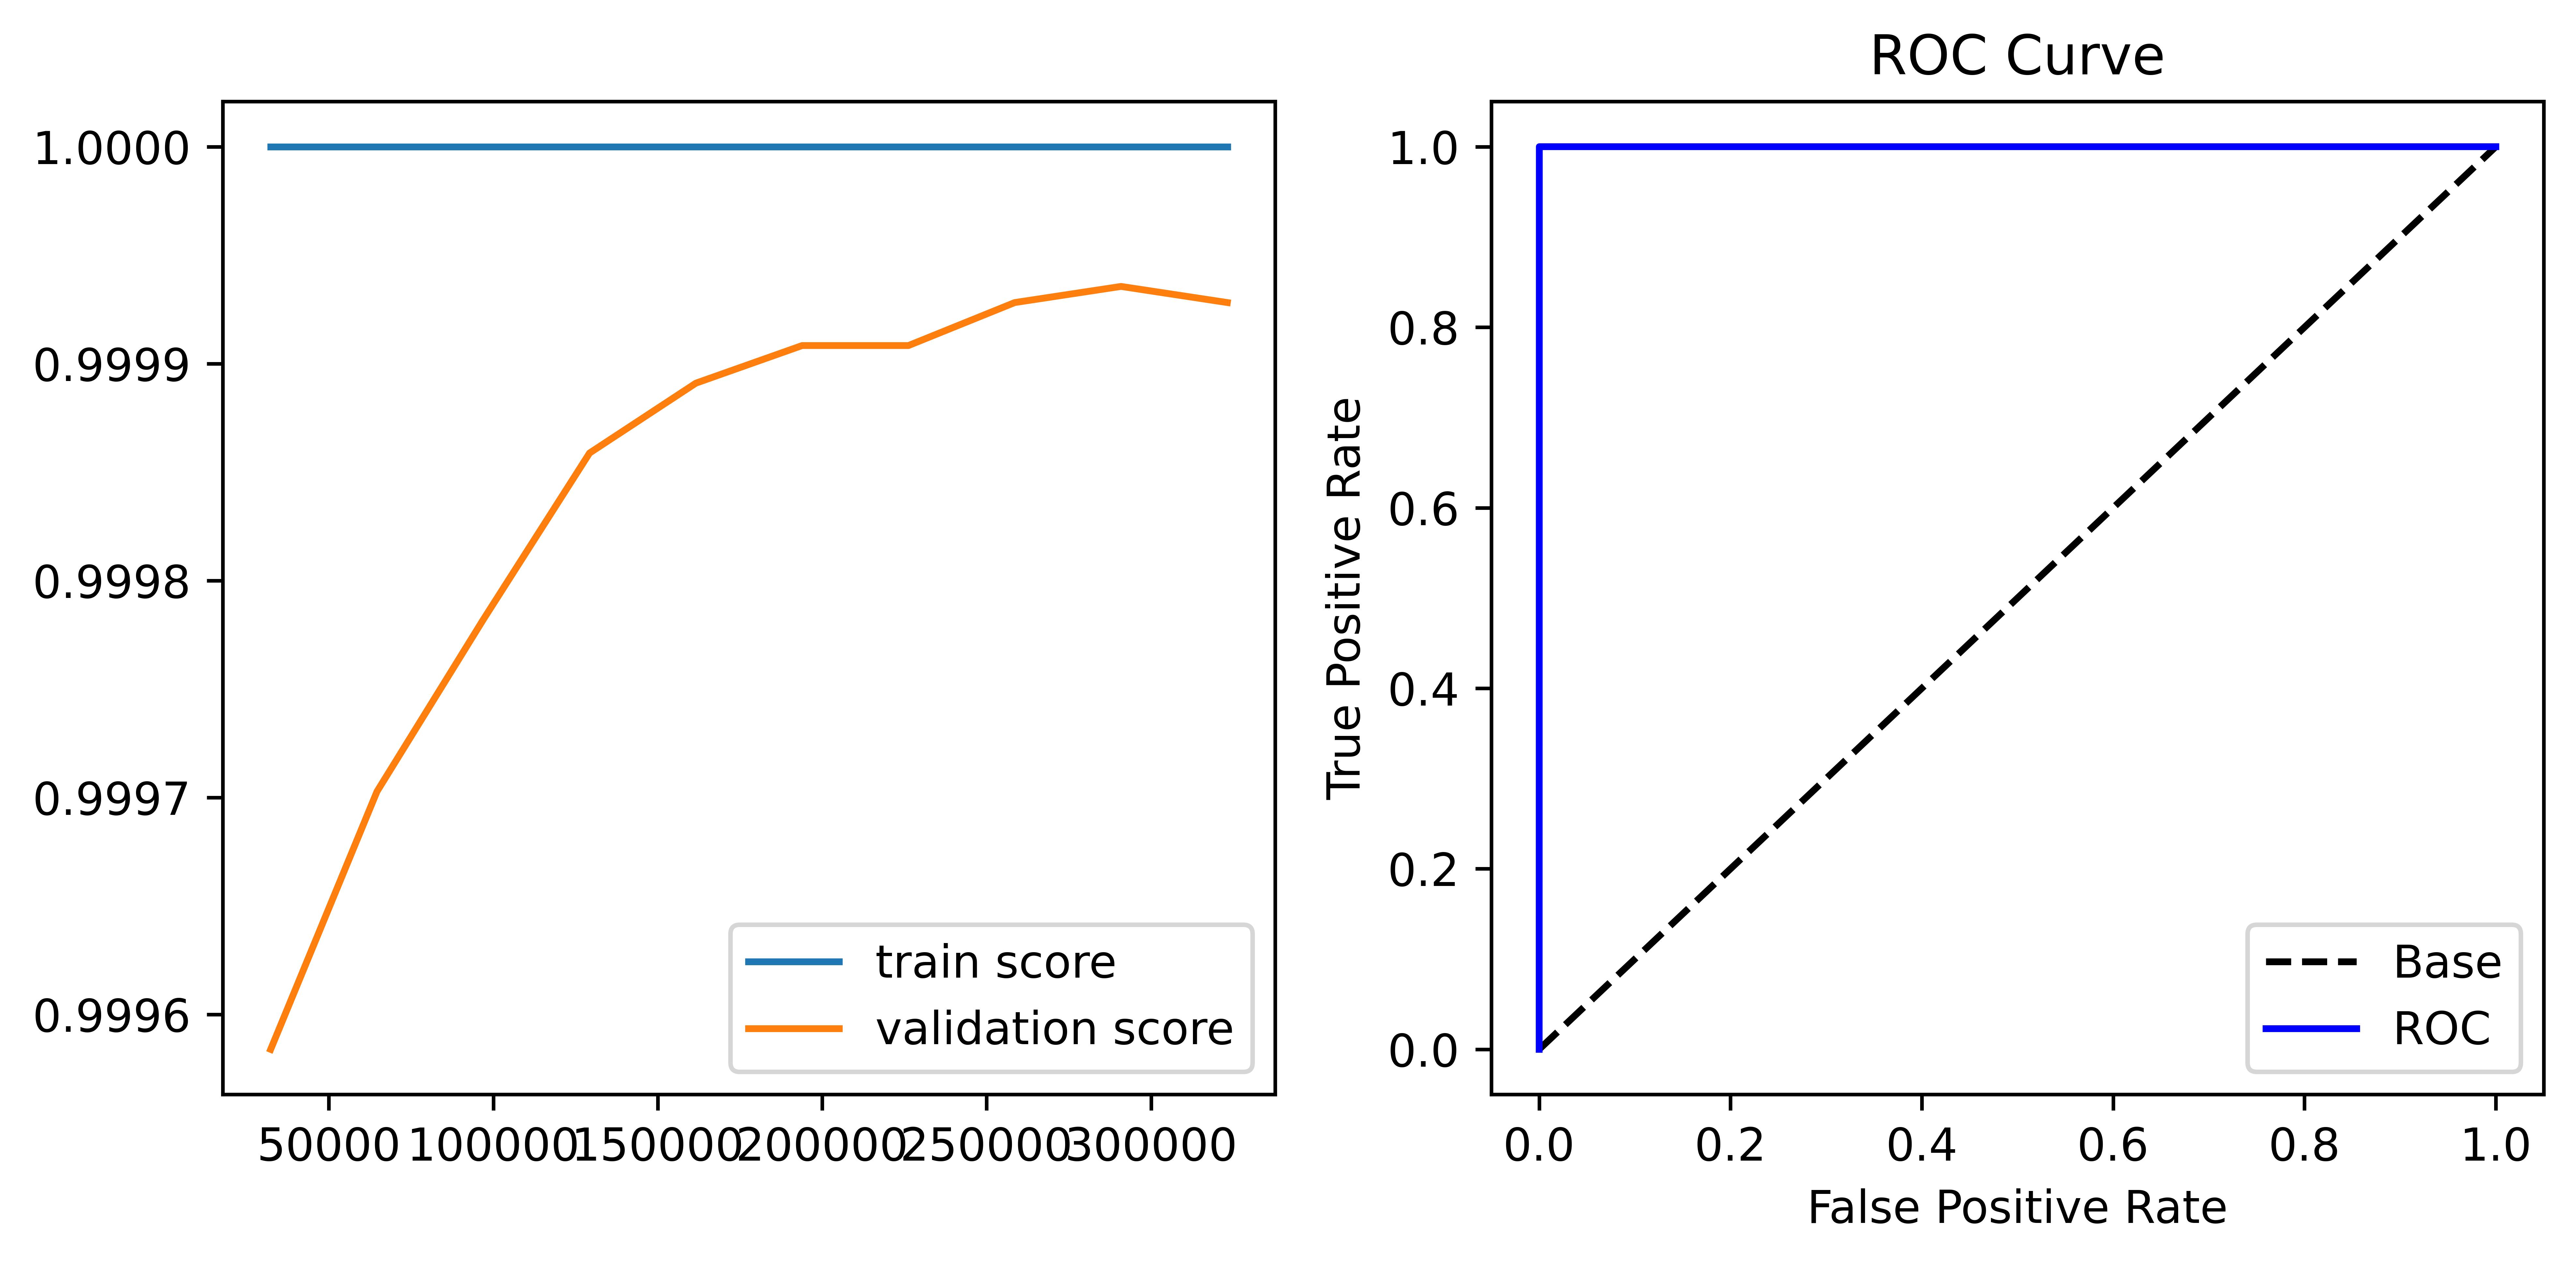 1.0000
0.9999
0.9998
0.9997
0.9996
50000 100000 150000 200000 250000 300000
train score
validation score
ROC Curve
True Positive Rate
1.0
0.8
0.6
0.4
0.2
0.0
0.0 0.2 0.4 0.6 0.8 1.0
False Positive Rate
Base
ROC